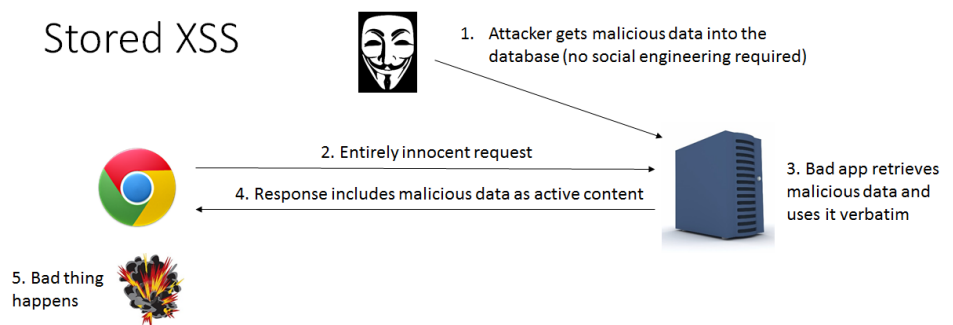 Stored XSS
1. Attacker gets malicious data into the
database (no social engineering required)
2. Entirely innocent request
3. Bad app retrieves
malicious data and
uses it verbatim
4. Response includes malicious data as active content
5. Bad thing
happens